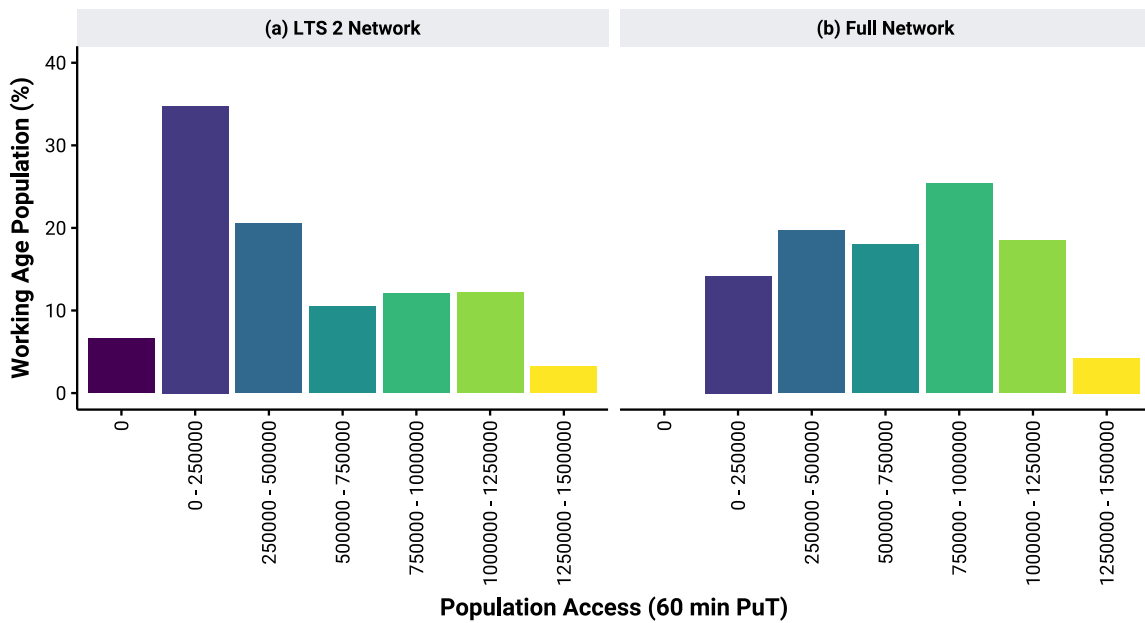 (a) LTS 2 Network
(b) Full Network
Working Age Population (%)
40
30
20
10
0
0
0 - 250000
250000 - 500000
500000 - 750000
750000 - 1000000
1000000 - 1250000
1250000 - 1500000
0
0 - 250000
250000 - 500000
500000 - 750000
750000 - 1000000
1000000 - 1250000
1250000 - 1500000
Population Access (60 min PuT)